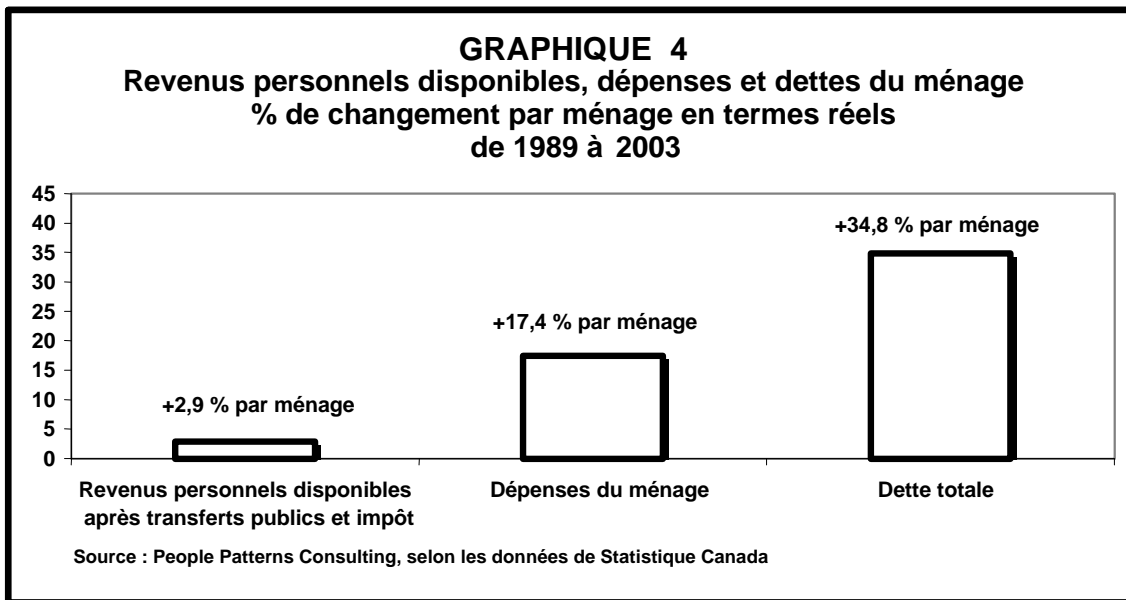 GRAPHIQUE 4
Revenus personnels disponibles, dépenses et dettes du ménage
% de changement par ménage en termes réels
de 1989 à 2003
45
40
35
30
25
20
15
10
5
0
+2,9 % par ménage
+17,4 % par ménage
+34,8 % par ménage
Revenus personnels disponibles
après transferts publics et impôt
Dépenses du ménage
Dette totale
Source : People Patterns Consulting, selon les données de Statistique Canada